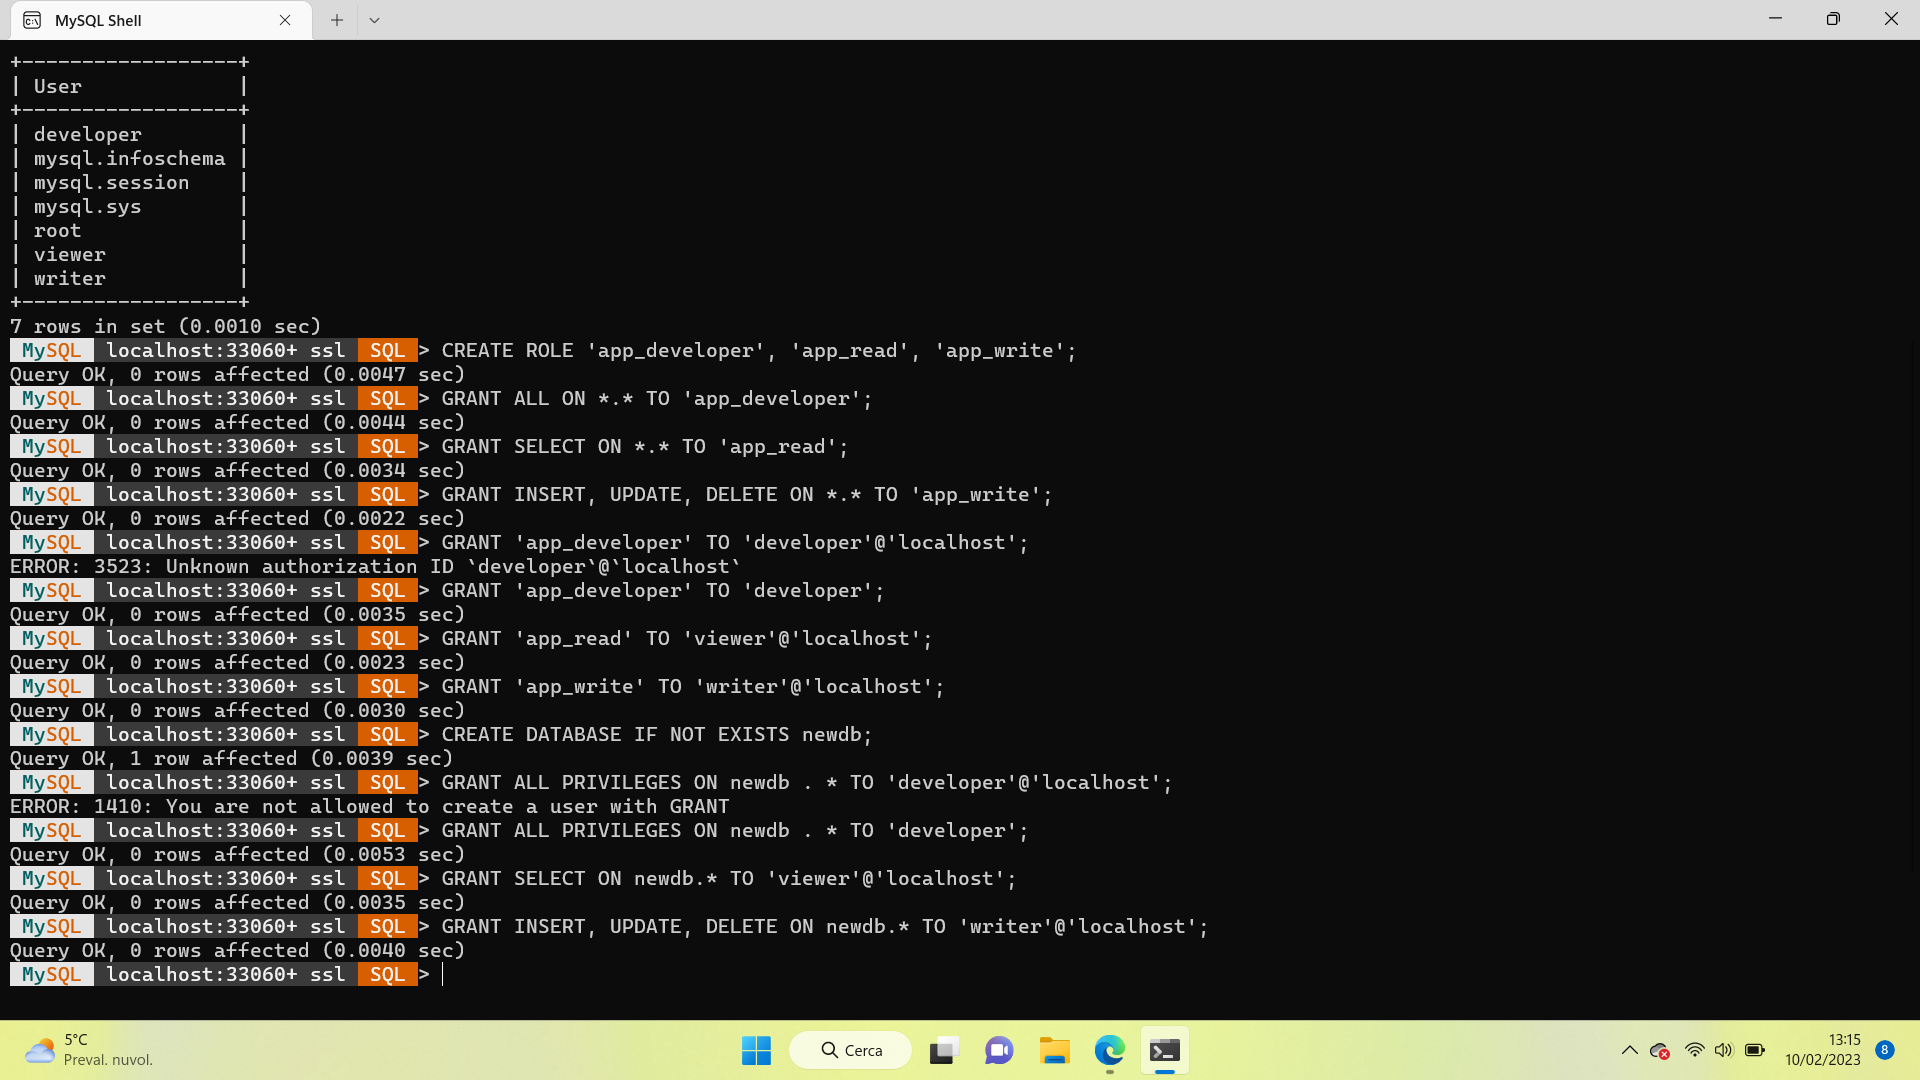 MySQL Shell
+------------------+
| User             |
+------------------+
| developer        |
| mysql.infoschema |
| mysql.session    |
| mysql.sys        |
| root             |
| viewer           |
| writer           |
+------------------+
7 rows in set (0.0010 sec)
MySQL localhost:33060+ ssl SQL > CREATE ROLE 'app_developer', 'app_read', 'app_write';
Query OK, 0 rows affected (0.0047 sec)
MySQL localhost:33060+ ssl SQL > GRANT ALL ON *.* TO 'app_developer';
Query OK, 0 rows affected (0.0044 sec)
MySQL localhost:33060+ ssl SQL > GRANT SELECT ON *.* TO 'app_read';
Query OK, 0 rows affected (0.0034 sec)
MySQL localhost:33060+ ssl SQL > GRANT INSERT, UPDATE, DELETE ON *.* TO 'app_write';
Query OK, 0 rows affected (0.0022 sec)
MySQL localhost:33060+ ssl SQL > GRANT 'app_developer' TO 'developer'@'localhost';
ERROR: 3523: Unknown authorization ID `developer`@`localhost`
MySQL localhost:33060+ ssl SQL > GRANT 'app_developer' TO 'developer';
Query OK, 0 rows affected (0.0035 sec)
MySQL localhost:33060+ ssl SQL > GRANT 'app_read' TO 'viewer'@'localhost';
Query OK, 0 rows affected (0.0023 sec)
MySQL localhost:33060+ ssl SQL > GRANT 'app_write' TO 'writer'@'localhost';
Query OK, 0 rows affected (0.0030 sec)
MySQL localhost:33060+ ssl SQL > CREATE DATABASE IF NOT EXISTS newdb;
Query OK, 1 row affected (0.0039 sec)
MySQL localhost:33060+ ssl SQL > GRANT ALL PRIVILEGES ON newdb . * TO 'developer'@'localhost';
ERROR: 1410: You are not allowed to create a user with GRANT
MySQL localhost:33060+ ssl SQL > GRANT ALL PRIVILEGES ON newdb . * TO 'developer';
Query OK, 0 rows affected (0.0053 sec)
MySQL localhost:33060+ ssl SQL > GRANT SELECT ON newdb.* TO 'viewer'@'localhost';
Query OK, 0 rows affected (0.0035 sec)
MySQL localhost:33060+ ssl SQL > GRANT INSERT, UPDATE, DELETE ON newdb.* TO 'writer'@'localhost';
Query OK, 0 rows affected (0.0040 sec)
MySQL localhost:33060+ ssl SQL >
5°C
Preval. nuvol.
Cerca
13:15
10/02/2023
8